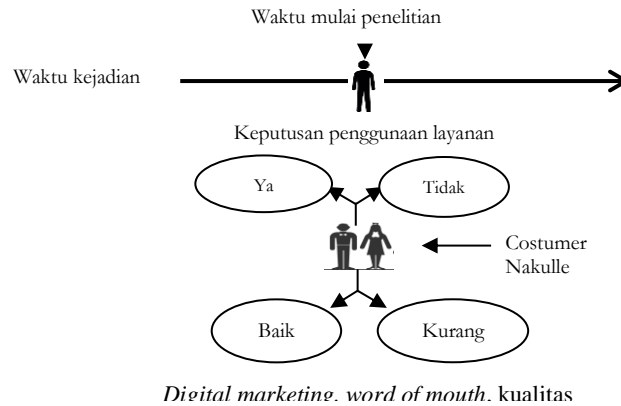 Waktu mulai penelitian
Waktu kejadian
Keputusan penggunaan layanan
Ya
Tidak
Costumer
Nakulle
Baik
Kurang
Digital marketing, word of mouth, kualitas